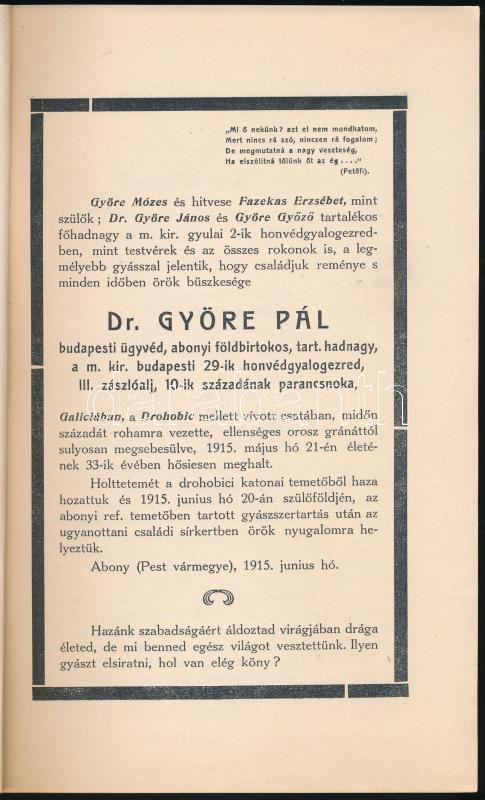 „Mi ő nekünk? azt el nem mondhatom,
Mert nincs rá szó, nincsen rá fogalom;
De megmutatná a nagy veszteség,
Ha elszólitná tőlünk őt az ég . . . .“
(Petőfi).
Györe Mózes és hitvese Fazekas Erzsébet, mint
szülők; Dr. Györe János és Györe Győző tartalékos
főhadnagy a m. kir. gyulai 2-ik honvédgyalogezred-
ben, mint testvérek és az összes rokonok is, a leg-
mélyebb gyásszal jelentik, hogy családjuk reménye s
minden időben örök büszkesége
Dr. GYÖRE PÁL
budapesti ügyvéd, abonyi földbirtokos, tart. hadnagy,
a m. kir. budapesti 29-ik honvédgyalogezred,
III. zászlóalj, 10-ik századának parancsnoka,
Galiciában, a Drohobic mellett vívott csatában, midőn
századát rohamra vezette, ellenséges orosz gránáttól
sulyosan megsebesülve, 1915. május hó 21-én életé-
nek 33-ik évében hősiesen meghalt.
Holttetemét a drohobici katonai temetőből haza
hozattuk és 1915. junius hó 20-án szülőföldjén, az
abonyi ref. temetőben tartott gyászszertartás után az
ugyanottani családi sírkertben örök nyugalomra he-
lyeztük.
Abony (Pest vármegye), 1915. junius hó.
Hazánk szabadságáért áldoztad virágjában drága
életed, de mi benned egész világot vesztettünk. Ilyen
gyászt elsiratni, hol van elég köny?
darabanth